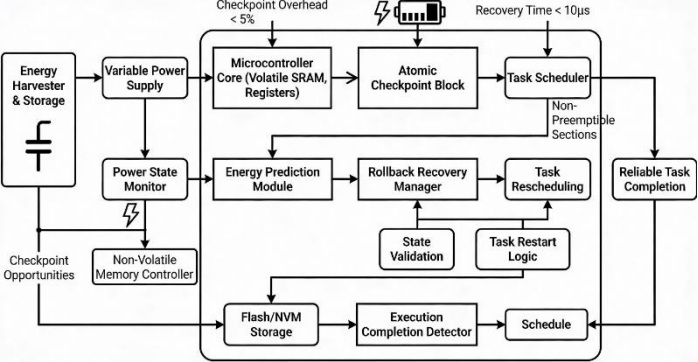 Checkpoint Overhead
< 5%
Recovery Time < 10µs
Energy
Harvester
& Storage
Variable Power
Supply
Microcontroller
Core (Volatile SRAM,
Registers)
Atomic
Checkpoint Block
Task Scheduler
Non-
Preemptible
Sections
Power State
Monitor
Energy Prediction
Module
Rollback Recovery
Manager
Task
Rescheduling
Reliable Task
Completion
State
Validation
Task Restart
Logic
Checkpoint
Opportunities
Non-Volatile
Memory Controller
Flash/NVM
Storage
Execution
Completion Detector
Schedule